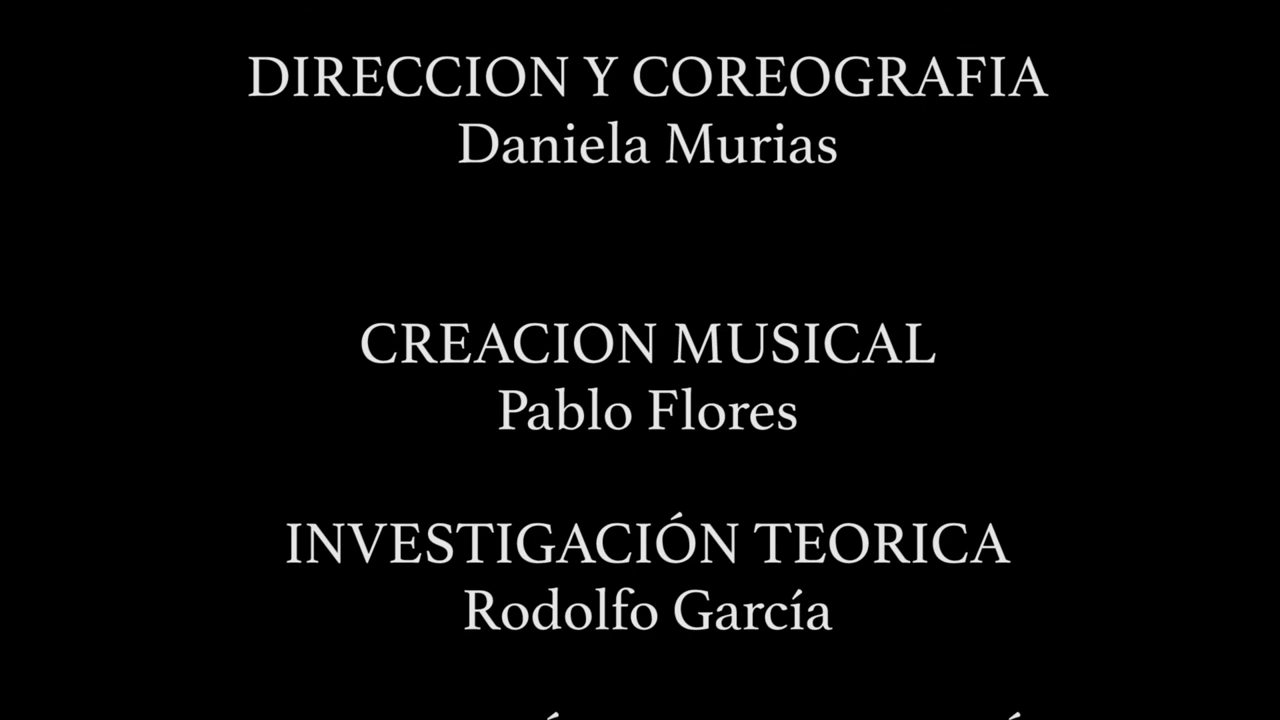 DIRECCION Y COREOGRAFIA
Daniela Murias
CREACION MUSICAL
Pablo Flores
INVESTIGACIÓN TEORICA
Rodolfo García